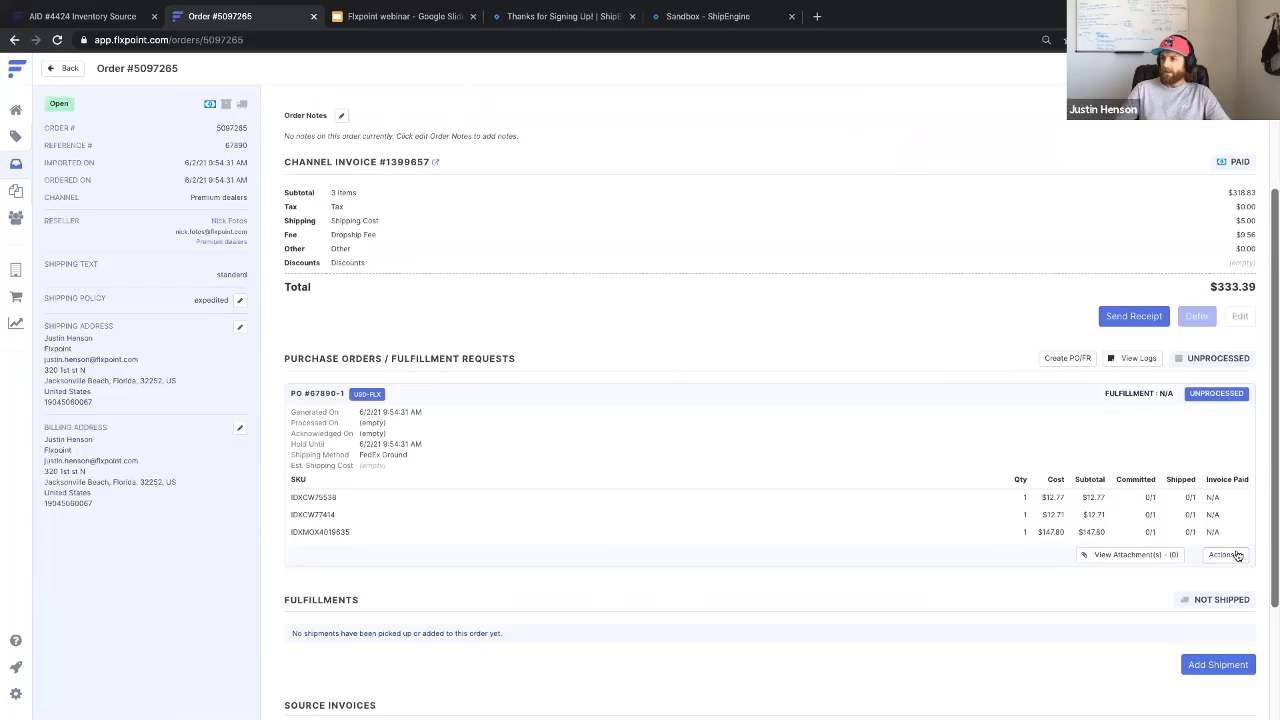 AID #4424 Inventory Source
Order #5097265
Flxpoint webinar - Google Sli
Thanks for Signing Up! | ShipE
app.flxpoint.com/orders/5097265
Justin Henson
Back
Order #5097265
Open
ORDER # 5097265
REFERENCE # 67890
IMPORTED ON 6/2/21 9:54:31 AM
ORDERED ON 6/2/21 9:54:31 AM
CHANNEL Premium dealers
RESELLER Nick Fotos
nick.fotos@flxpoint.com
Premium dealers
SHIPPING TEXT
standard
SHIPPING POLICY expedited
SHIPPING ADDRESS
Justin Henson
Flxpoint
justin.henson@flxpoint.com
320 1st st N
Jacksonville Beach, Florida, 32252, US
United States
19045060067
BILLING ADDRESS
Justin Henson
Flxpoint
justin.henson@flxpoint.com
320 1st st N
Jacksonville Beach, Florida, 32252, US
United States
19045060067
Order Notes
No notes on this order currently. Click edit Order Notes to add notes.
CHANNEL INVOICE #1399657 PAID
Subtotal 3 Items $318.83
Tax Tax $0.00
Shipping Shipping Cost $5.00
Fee Dropship Fee $9.56
Other Other $0.00
Discounts Discounts (empty)
Total $333.39
Send Receipt Defer Edit
PURCHASE ORDERS / FULFILLMENT REQUESTS Create PO/FR View Logs UNPROCESSED
PO #67890-1 USD-FLX FULFILLMENT : N/A UNPROCESSED
Generated On 6/2/21 9:54:31 AM
Processed On (empty)
Acknowledged On (empty)
Hold Until 6/2/21 9:54:31 AM
Shipping Method FedEx Ground
Est. Shipping Cost (empty)
SKU Qty Cost Subtotal Committed Shipped Invoice Paid
IDXCW75538 1 $12.77 $12.77 0/1 0/1 N/A
IDXCW77414 1 $12.71 $12.71 0/1 0/1 N/A
IDXMOX4019635 1 $147.80 $147.80 0/1 0/1 N/A
View Attachment(s) - (0) Actions
FULFILLMENTS NOT SHIPPED
No shipments have been picked up or added to this order yet.
Add Shipment
SOURCE INVOICES